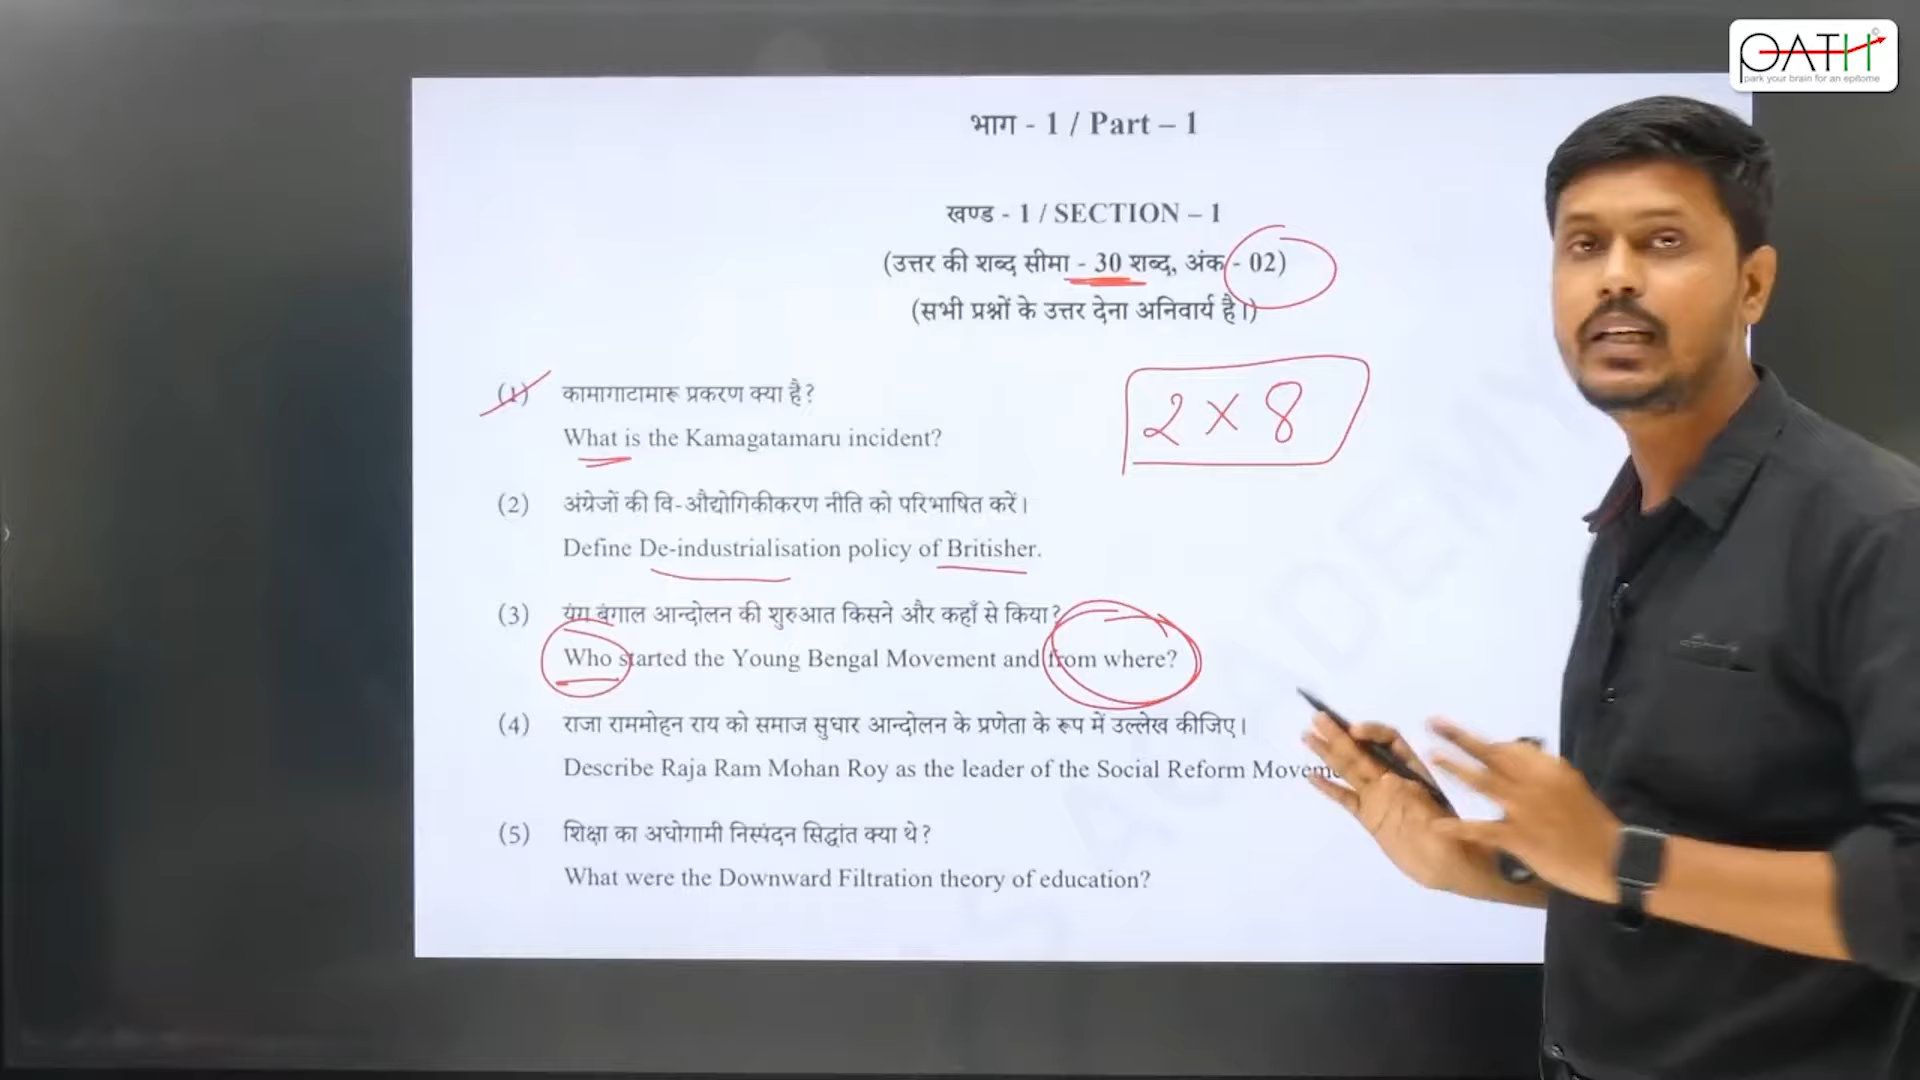 PATH
park your brain for an epitome
भाग - 1 / Part – 1
खण्ड - 1 / SECTION – 1
(उत्तर की शब्द सीमा - 30 शब्द, अंक - 02)
(सभी प्रश्नों के उत्तर देना अनिवार्य है।)
(1) कामागाटामारू प्रकरण क्या है?
What is the Kamagatamaru incident?
2 × 8
(2) अंग्रेजों की वि-औद्योगिकीकरण नीति को परिभाषित करें।
Define De-industrialisation policy of Britisher.
(3) यंग बंगाल आन्दोलन की शुरुआत किसने और कहाँ से किया?
Who started the Young Bengal Movement and from where?
(4) राजा राममोहन राय को समाज सुधार आन्दोलन के प्रणेता के रूप में उल्लेख कीजिए।
Describe Raja Ram Mohan Roy as the leader of the Social Reform
(5) शिक्षा का अधोगामी निस्पंदन सिद्धांत क्या थे?
What were the Downward Filtration theory of education?
ACADEMY